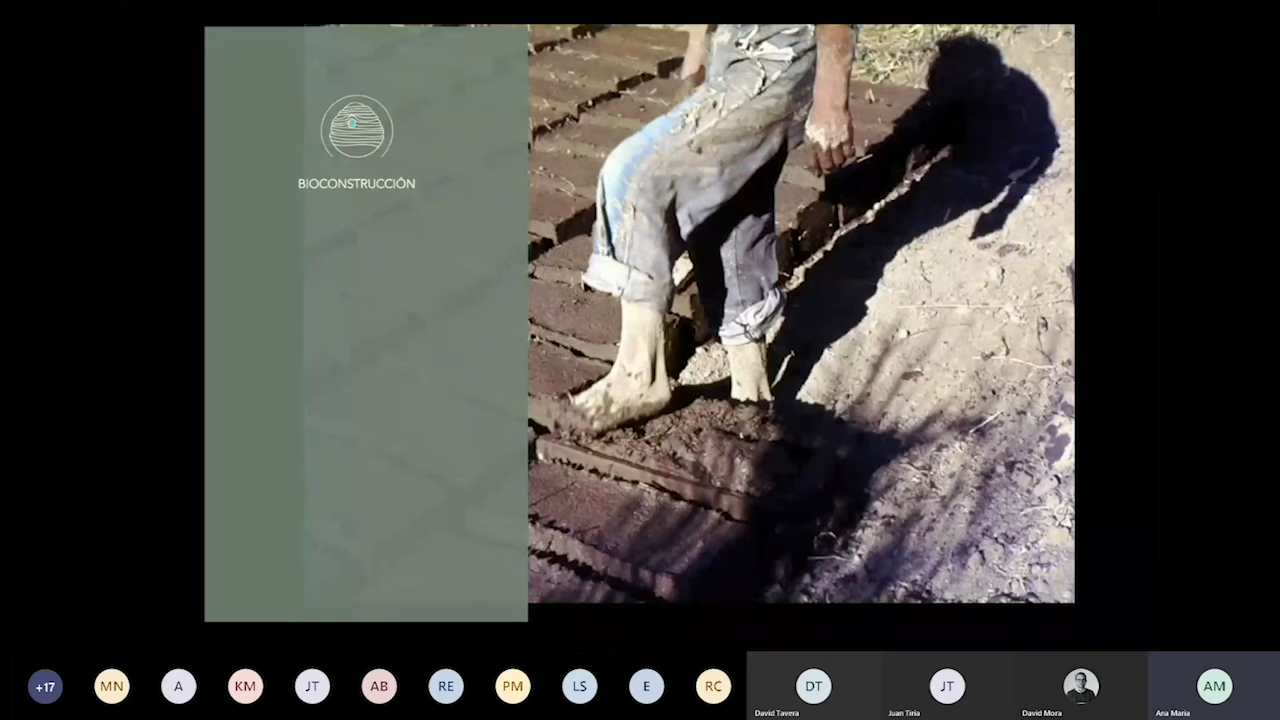 BIOCONSTRUCCIÓN
+17
MN
A
KM
JT
AB
RE
PM
LS
E
RC
DT
David Tavera
JT
Juan Tiria
David Mora
AM
Ana Maria